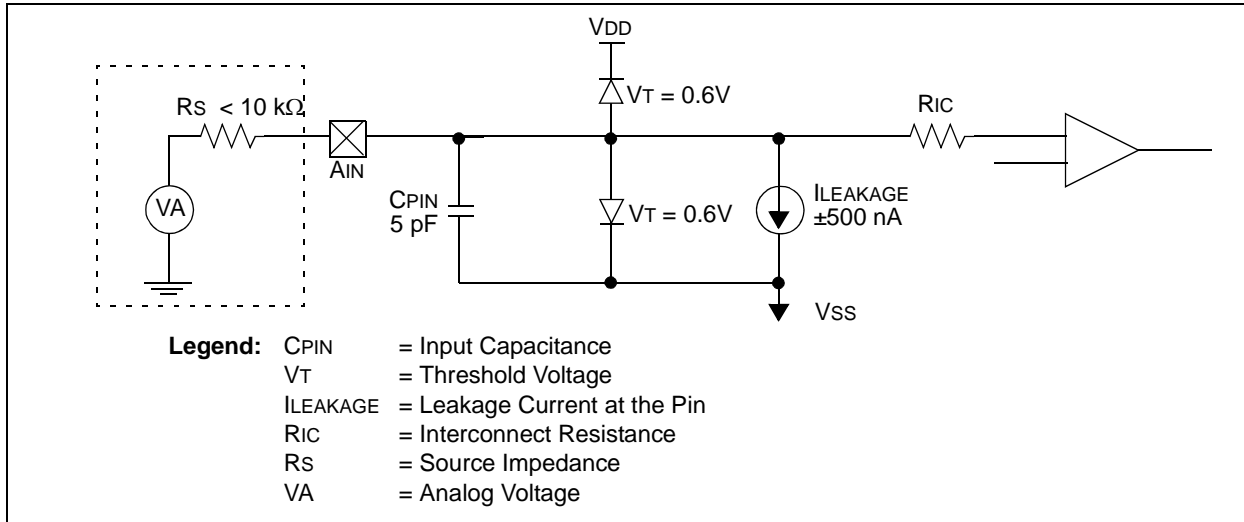 VDD
RS < 10 kΩ
VT = 0.6V
RIC
AIN
VA
CPIN
5 pF
VT = 0.6V
ILEAKAGE
±500 nA
VSS
Legend: CPIN = Input Capacitance
VT = Threshold Voltage
ILEAKAGE = Leakage Current at the Pin
RIC = Interconnect Resistance
RS = Source Impedance
VA = Analog Voltage